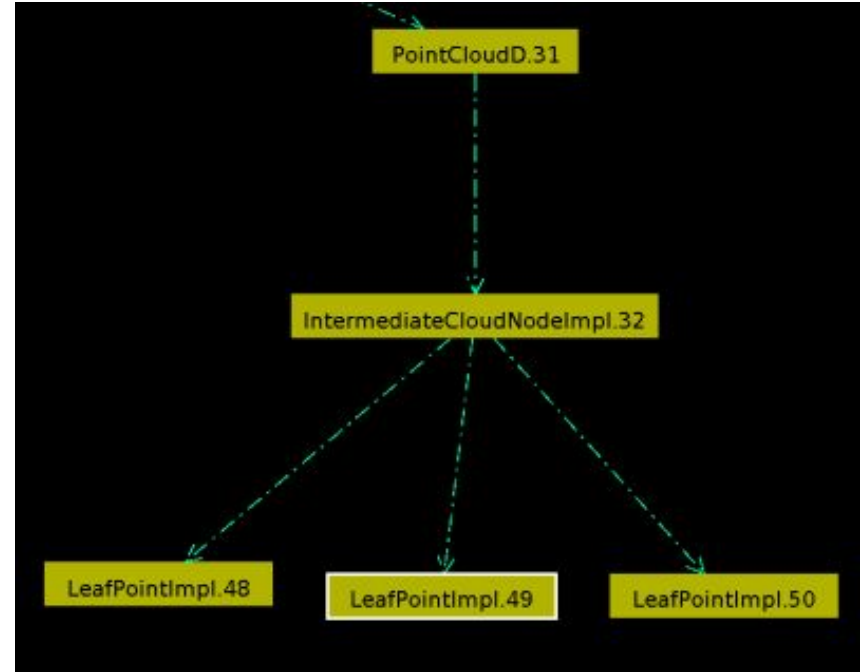 PointCloudD.31
IntermediateCloudNodeImpl.32
LeafPointImpl.48
LeafPointImpl.49
LeafPointImpl.50